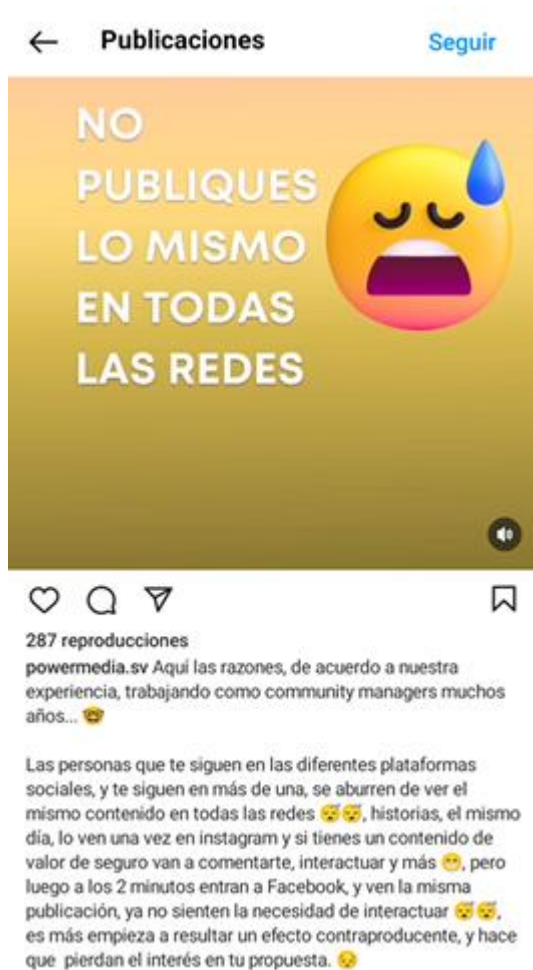 Publicaciones
Seguir
NO
PUBLIQUES
LO MISMO
EN TODAS
LAS REDES
287 reproducciones
powermedia.sv Aquí las razones, de acuerdo a nuestra
experiencia, trabajando como community managers muchos
años... 🤓
Las personas que te siguen en las diferentes plataformas
sociales, y te siguen en más de una, se aburren de ver el
mismo contenido en todas las redes 😴😴, historias, el mismo
día, lo ven una vez en instagram y si tienes un contenido de
valor de seguro van a comentarte, interactuar y más 😁, pero
luego a los 2 minutos entran a Facebook, y ven la misma
publicación, ya no sienten la necesidad de interactuar 😴😴,
es más empieza a resultar un efecto contraproducente, y hace
que pierdan el interés en tu propuesta. 😔